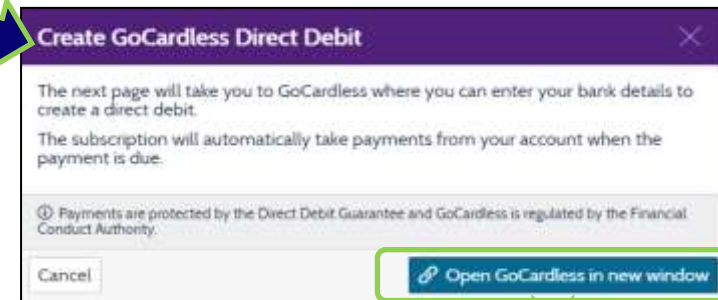 Create GoCardless Direct Debit
The next page will take you to GoCardless where you can enter your bank details to
create a direct debit.
The subscription will automatically take payments from your account when the
payment is due.
Payments are protected by the Direct Debit Guarantee and GoCardless is regulated by the Financial
Conduct Authority.
Cancel
Open GoCardless in new window